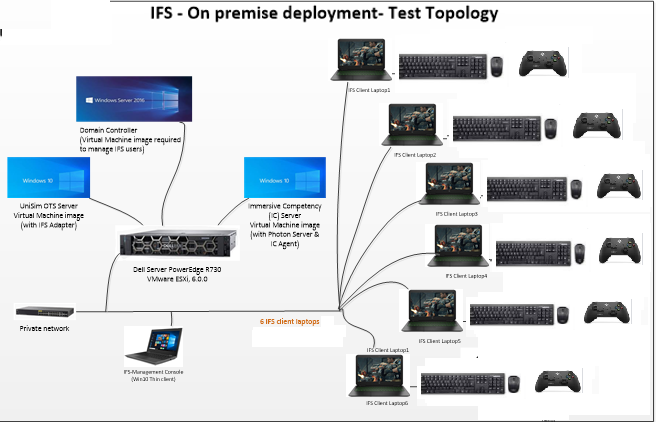 IFS - On premise deployment- Test Topology
Windows Server 2016
Domain Controller
(Virtual Machine image required
to manage IFS users)
Windows 10
UniSim OTS Server
Virtual Machine image
(with IFS Adapter)
Windows 10
Immersive Competency
(IC) Server
Virtual Machine image
(with Photon Server &
IC Agent)
Dell Server PowerEdge R730
VMware ESXi, 6.0.0
Private network
IFS-Management Console
(Win10 Thin client)
6 IFS client laptops
IFS Client Laptop1
IFS Client Laptop2
IFS Client Laptop3
IFS Client Laptop4
IFS Client Laptop5
IFS Client Laptop1
IFS Client Laptop6